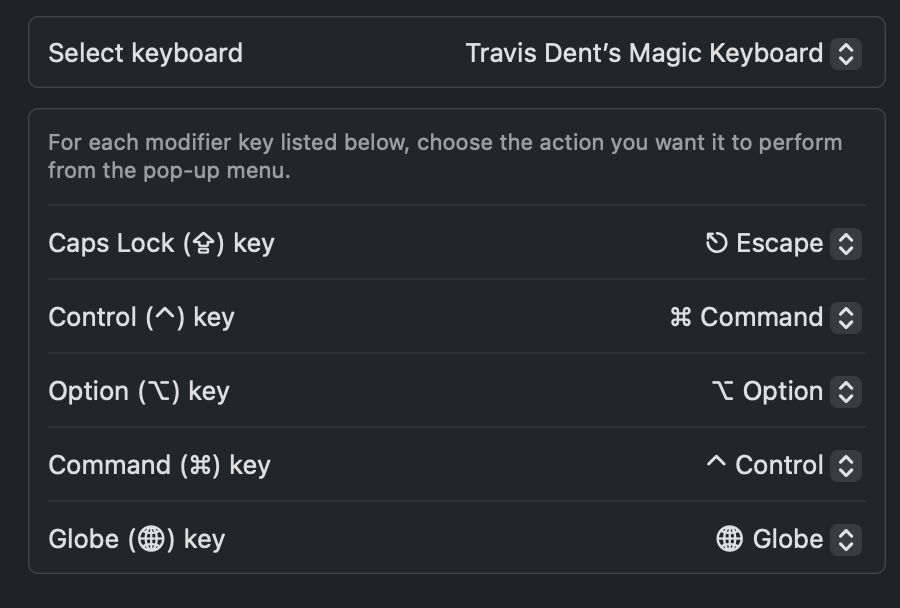 Select keyboard Travis Dent’s Magic Keyboard
For each modifier key listed below, choose the action you want it to perform
from the pop-up menu.
Caps Lock (⇪) key ⎋ Escape
Control (^) key ⌘ Command
Option (⌥) key ⌥ Option
Command (⌘) key ^ Control
Globe (🌐) key 🌐 Globe